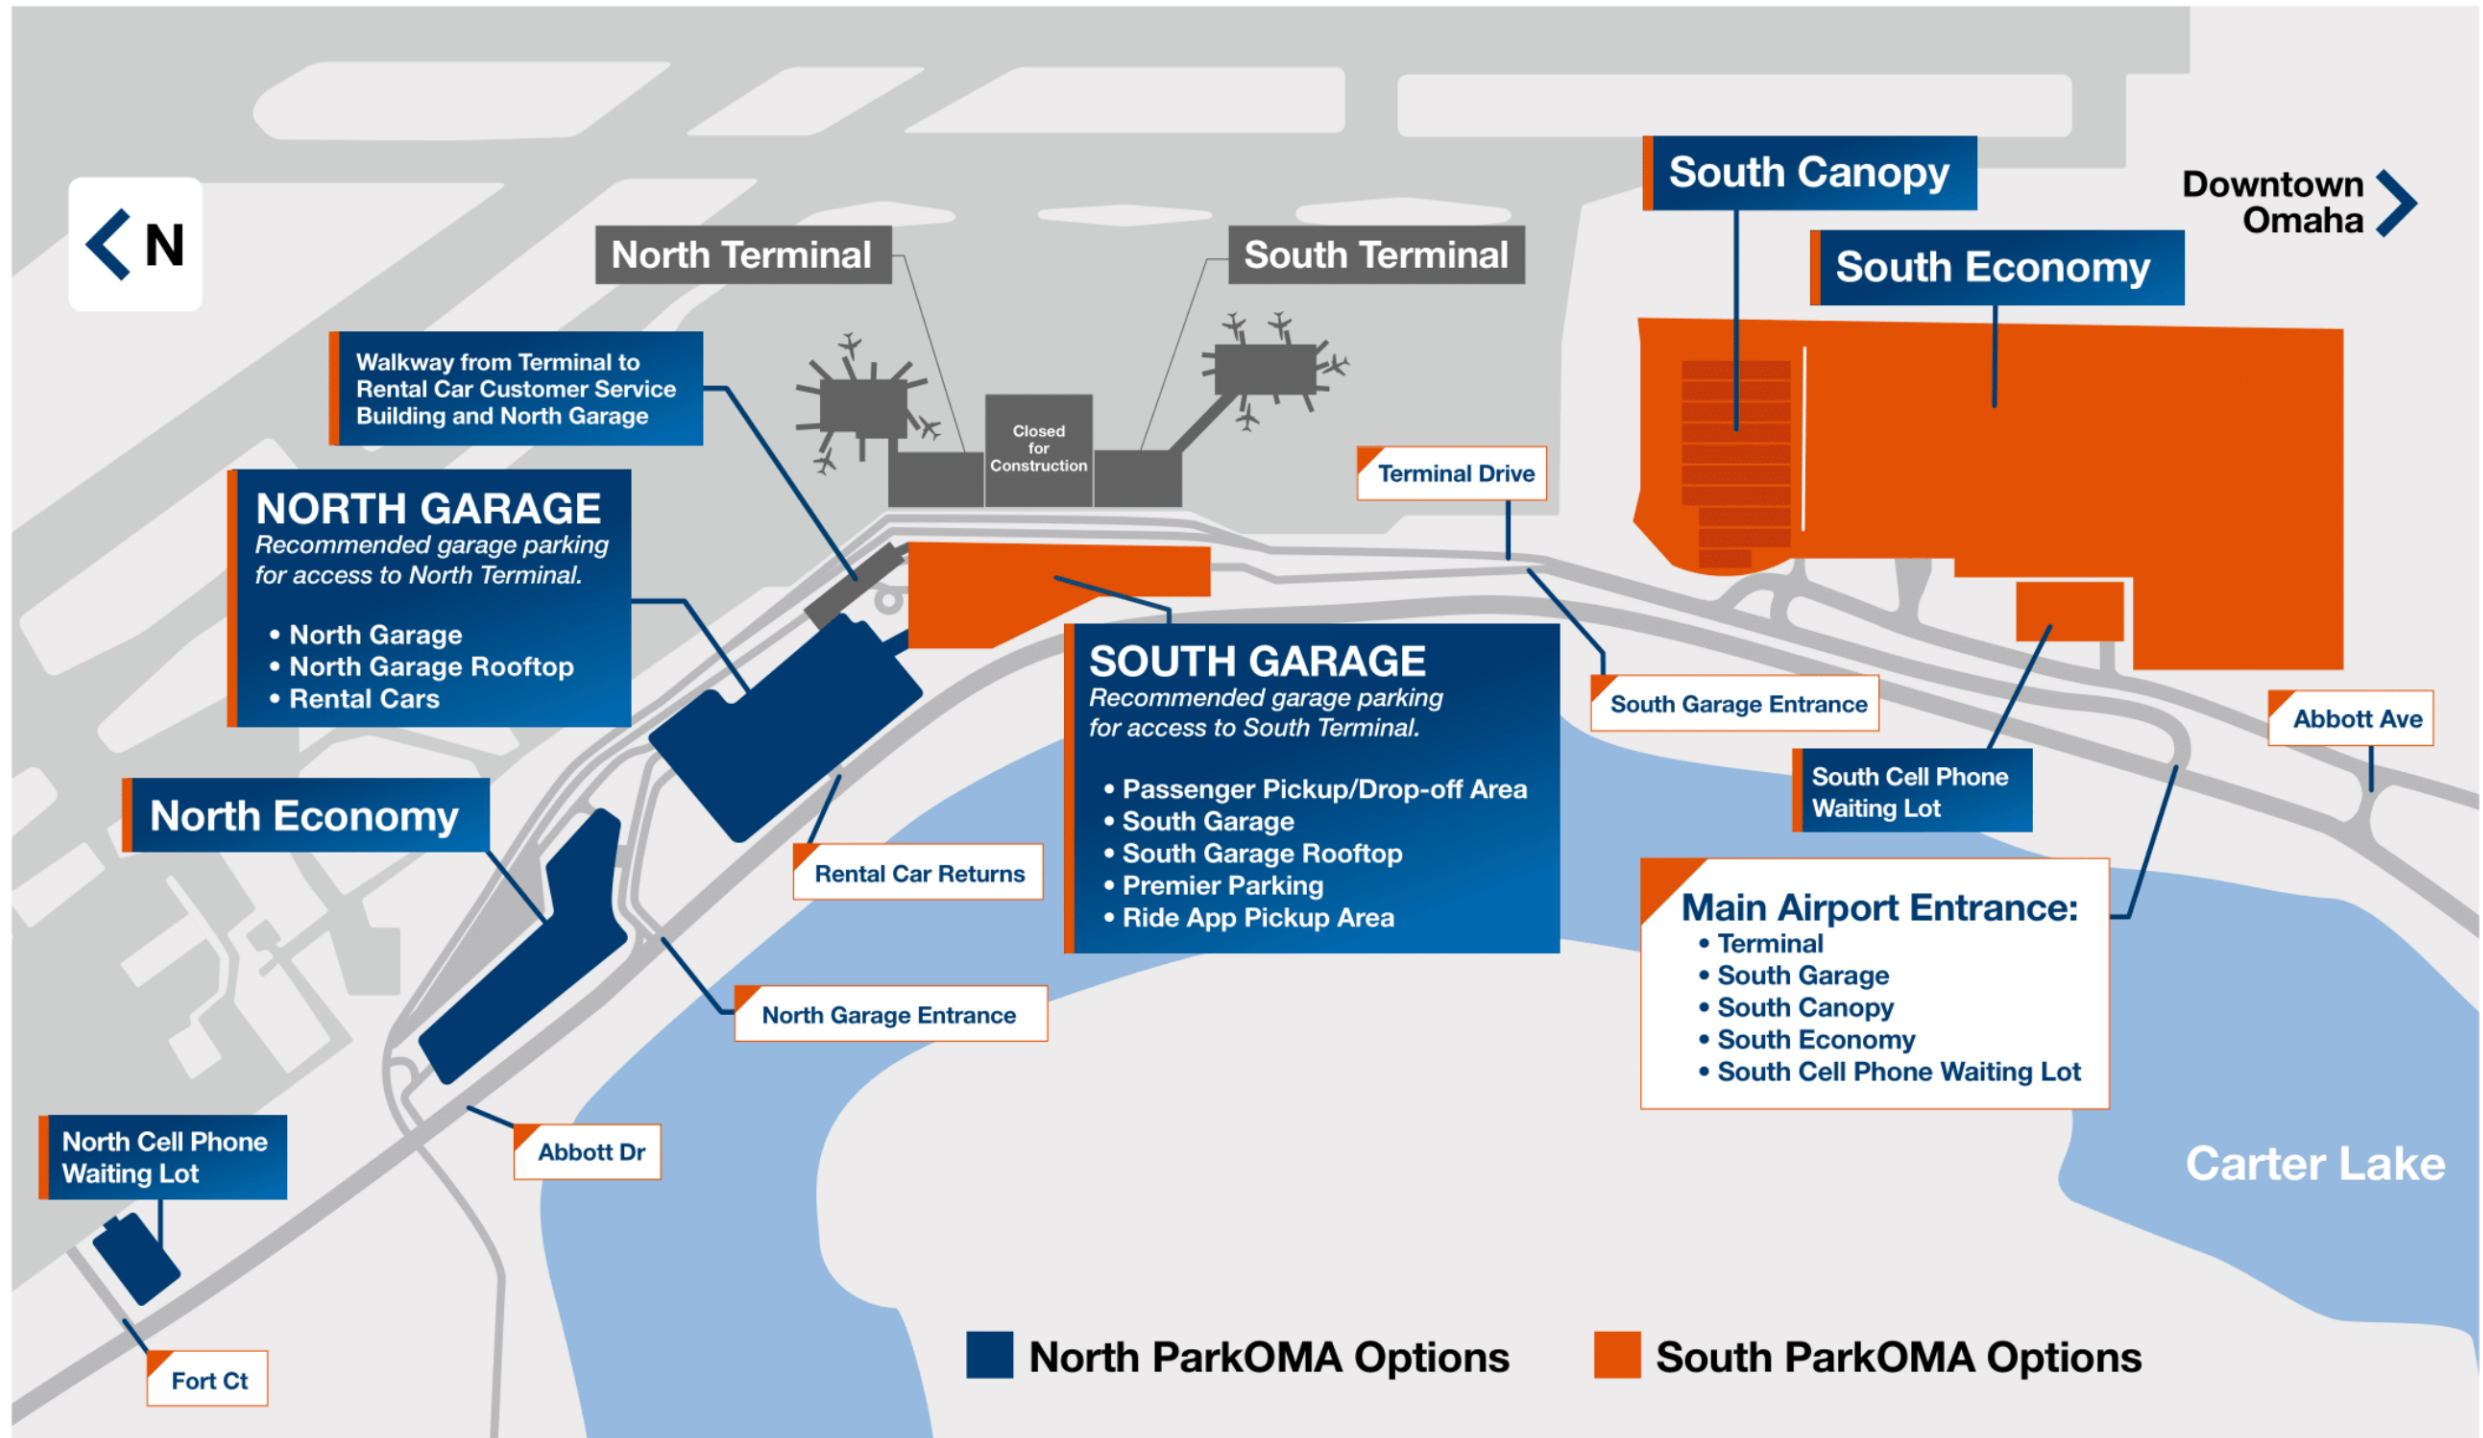 N
South Canopy
Downtown
Omaha
South Economy
North Terminal
South Terminal
Walkway from Terminal to
Rental Car Customer Service
Building and North Garage
Closed
for
Construction
Terminal Drive
NORTH GARAGE
Recommended garage parking
for access to North Terminal.
• North Garage
• North Garage Rooftop
• Rental Cars
SOUTH GARAGE
Recommended garage parking
for access to South Terminal.
• Passenger Pickup/Drop-off Area
• South Garage
• South Garage Rooftop
• Premier Parking
• Ride App Pickup Area
South Garage Entrance
Abbott Ave
South Cell Phone
Waiting Lot
North Economy
Rental Car Returns
Main Airport Entrance:
• Terminal
• South Garage
• South Canopy
• South Economy
• South Cell Phone Waiting Lot
North Garage Entrance
North Cell Phone
Waiting Lot
Abbott Dr
Carter Lake
Fort Ct
North ParkOMA Options
South ParkOMA Options